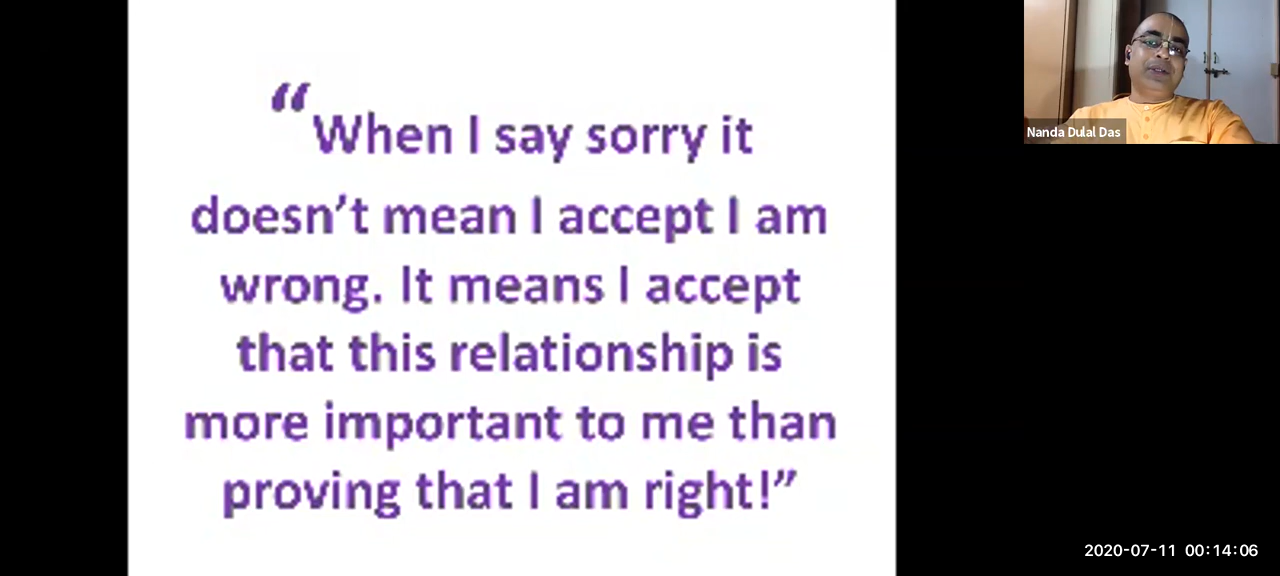 “When I say sorry it
doesn’t mean I accept I am
wrong. It means I accept
that this relationship is
more important to me than
proving that I am right!”
Nanda Dulal Das
2020-07-11 00:14:06